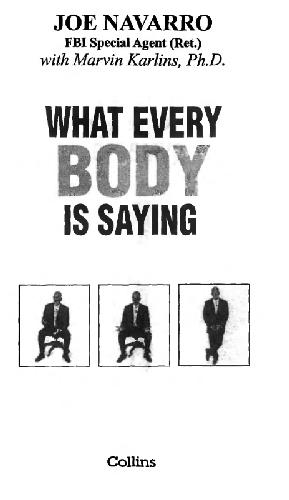 JOE NAVARRO
FBI Special Agent (Ret.)
with Marvin Karlins, Ph.D.
WHAT EVERY
BODY
IS SAYING
Collins